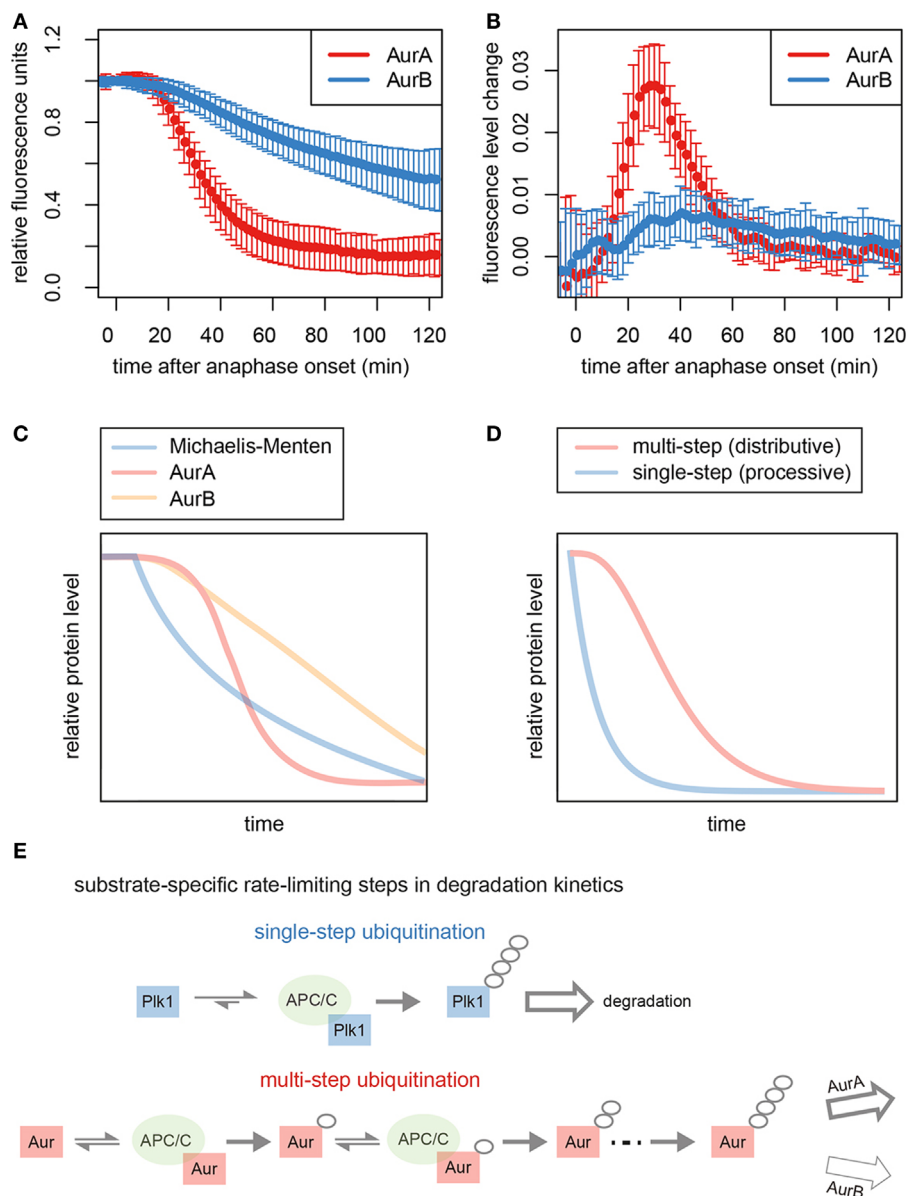 A
relative fluorescence units
1.2
0.8
0.4
0.0
AurA
AurB
0 20 40 60 80 100 120
time after anaphase onset (min)
B
fluorescence level change
0.03
0.02
0.01
0.00
AurA
AurB
0 20 40 60 80 100 120
time after anaphase onset (min)
C
Michaelis-Menten
AurA
AurB
relative protein level
time
D
multi-step (distributive)
single-step (processive)
relative protein level
time
E
substrate-specific rate-limiting steps in degradation kinetics
single-step ubiquitination
Plk1
APC/C
Plk1
Plk1
degradation
multi-step ubiquitination
Aur
APC/C
Aur
Aur
APC/C
Aur
Aur
Aur
AurA
AurB